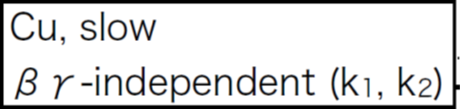 Cu, slow
βγ-independent (k1, k2)